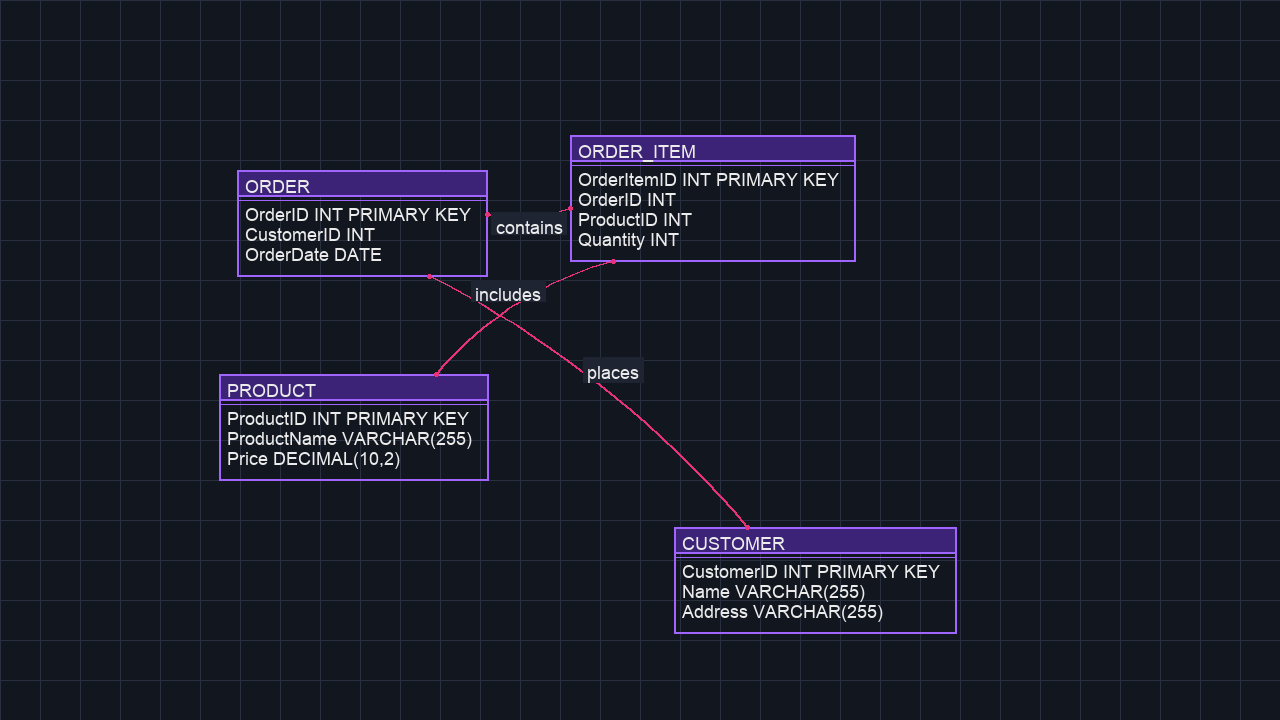 ORDER
OrderID INT PRIMARY KEY
CustomerID INT
OrderDate DATE
contains
ORDER_ITEM
OrderItemID INT PRIMARY KEY
OrderID INT
ProductID INT
Quantity INT
includes
places
PRODUCT
ProductID INT PRIMARY KEY
ProductName VARCHAR(255)
Price DECIMAL(10,2)
CUSTOMER
CustomerID INT PRIMARY KEY
Name VARCHAR(255)
Address VARCHAR(255)